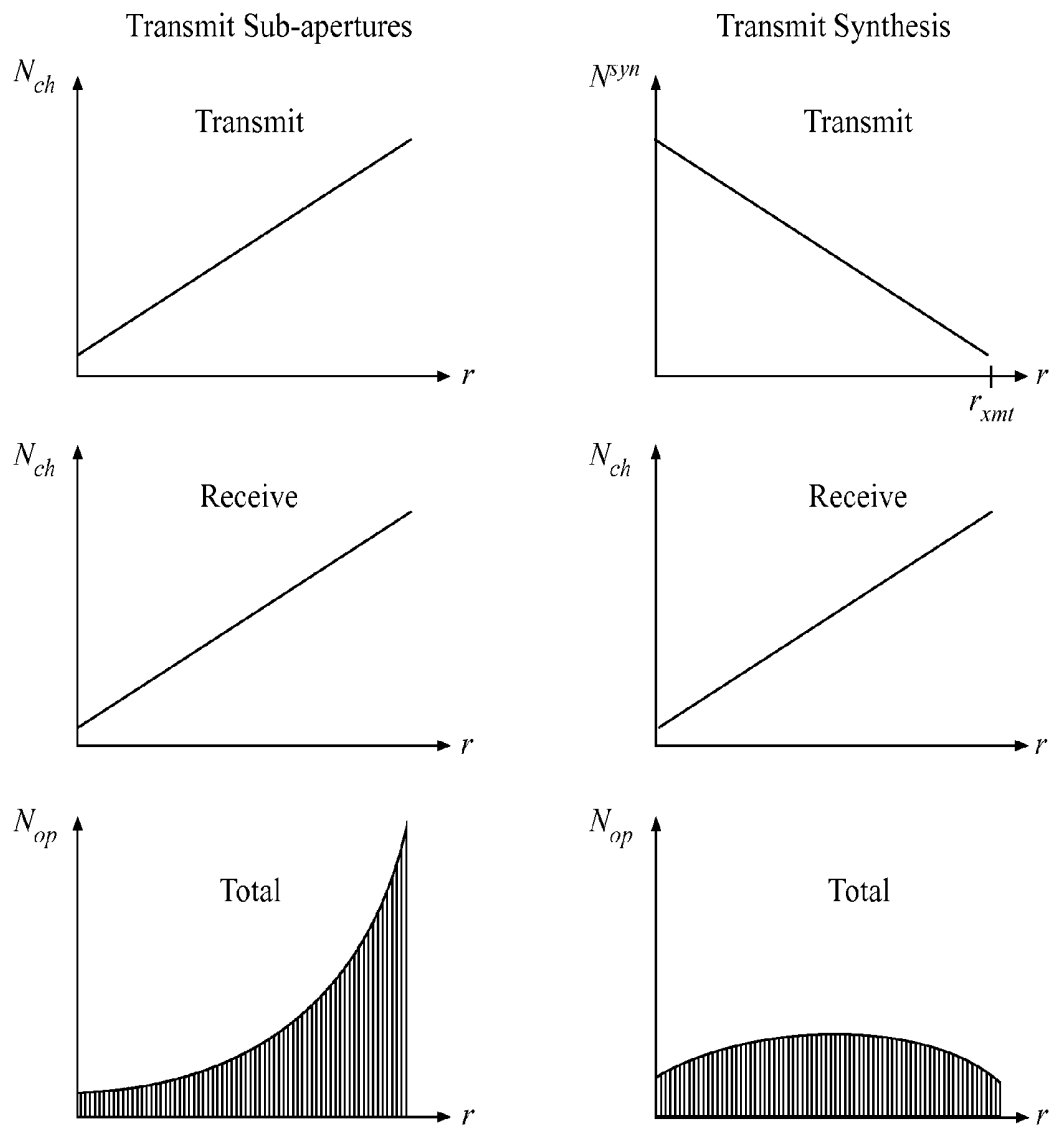 Transmit Sub-apertures
Transmit Synthesis
N_ch
Transmit
r
N^syn
Transmit
r
r_xmt
N_ch
Receive
r
N_ch
Receive
r
N_op
Total
r
N_op
Total
r